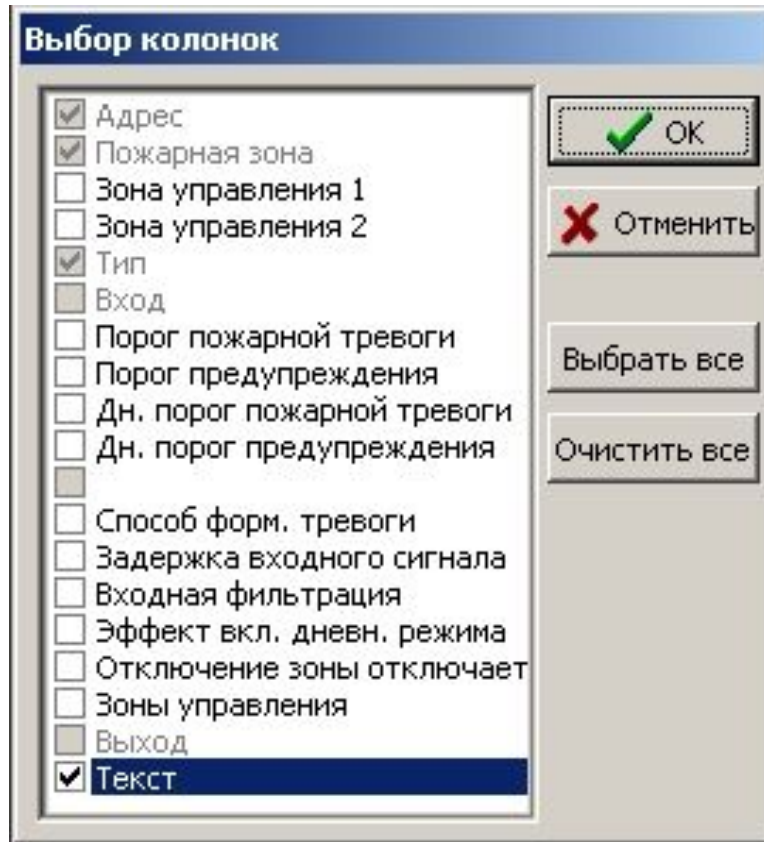 Выбор колонок
Адрес
Пожарная зона
Зона управления 1
Зона управления 2
Тип
Вход
Порог пожарной тревоги
Порог предупреждения
Дн. порог пожарной тревоги
Дн. порог предупреждения
Способ форм. тревоги
Задержка входного сигнала
Входная фильтрация
Эффект вкл. дневн. режима
Отключение зоны отключает
Зоны управления
Выход
Текст
OK
Отменить
Выбрать все
Очистить все